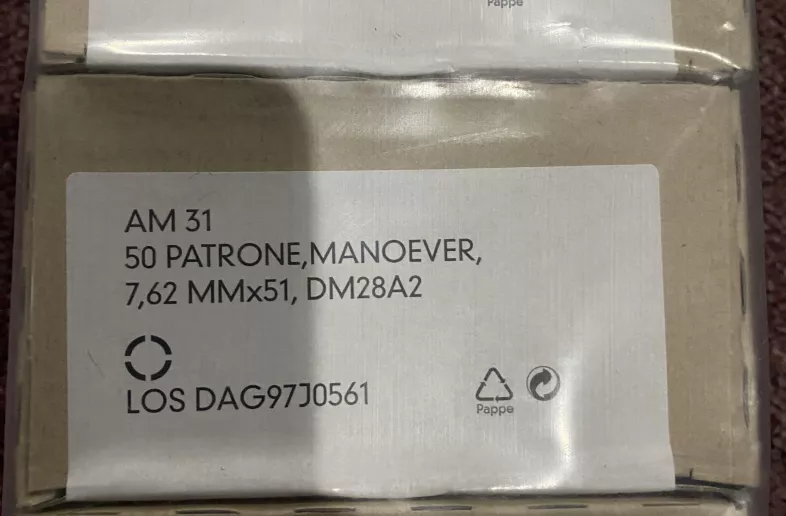 Pappe
AM 31
50 PATRONE,MANOEVER,
7,62 MMx51, DM28A2
LOS DAG97J0561
Pappe